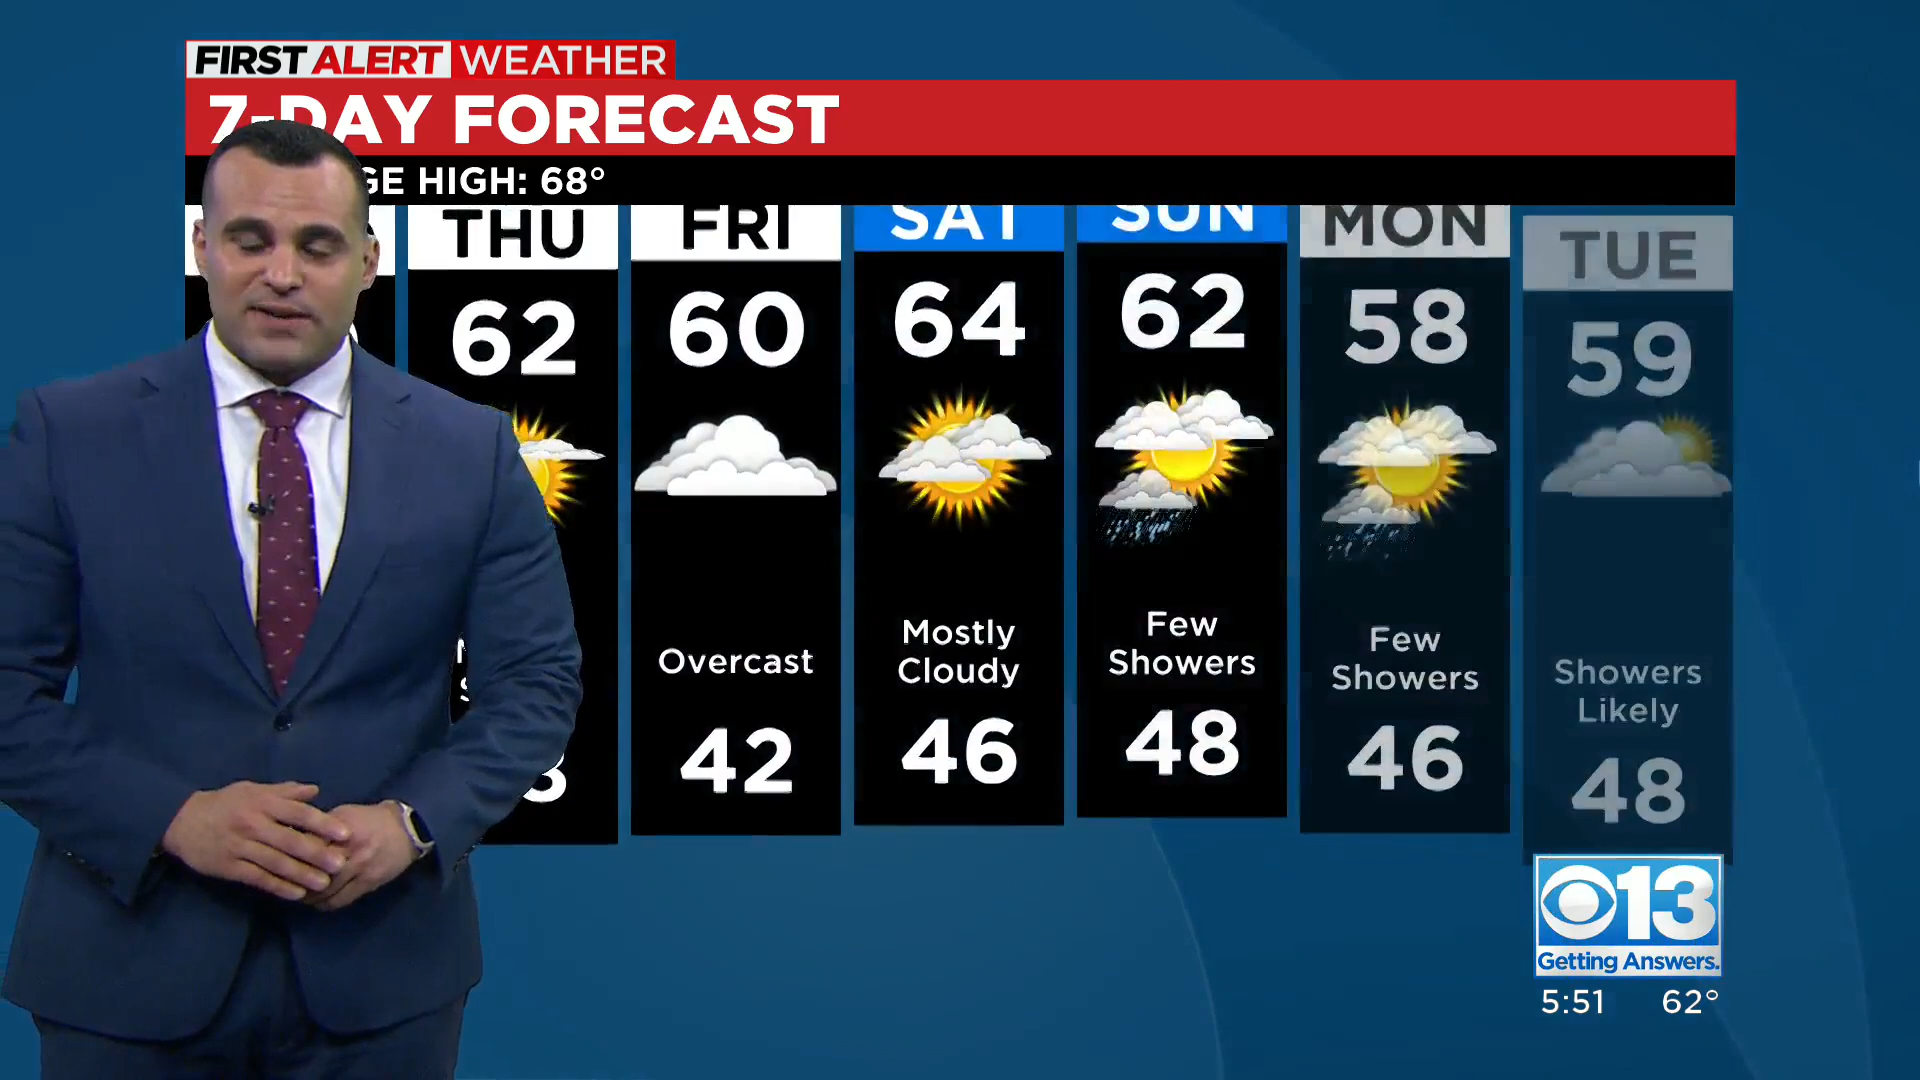 FIRST ALERT WEATHER
7-DAY FORECAST
HIGH: 68°
THU
FRI
SAT
SUN
MON
TUE
62
60
64
62
58
59
Overcast
Mostly
Cloudy
Few
Showers
Few
Showers
Showers
Likely
42
46
48
46
48
13
Getting Answers.
5:51 62°